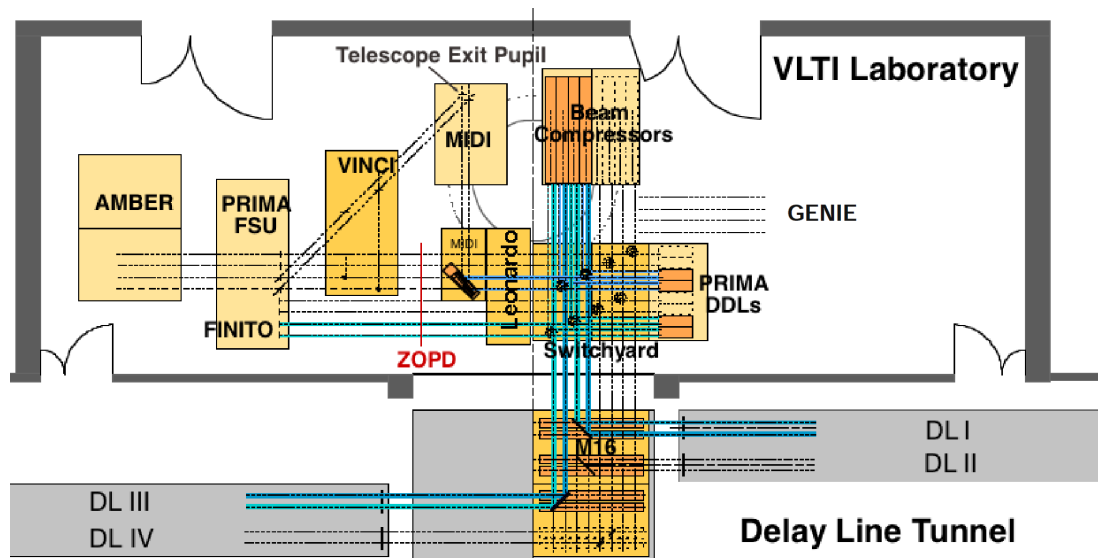 VLTI Laboratory
Telescope Exit Pupil
Beam
Compressors
MIDI
VINCI
AMBER
PRIMA
FSU
GENIE
MIDI
Leonardo
PRIMA
DDLs
FINITO
ZOPD
Switchyard
M16
DL I
DL II
DL III
DL IV
Delay Line Tunnel